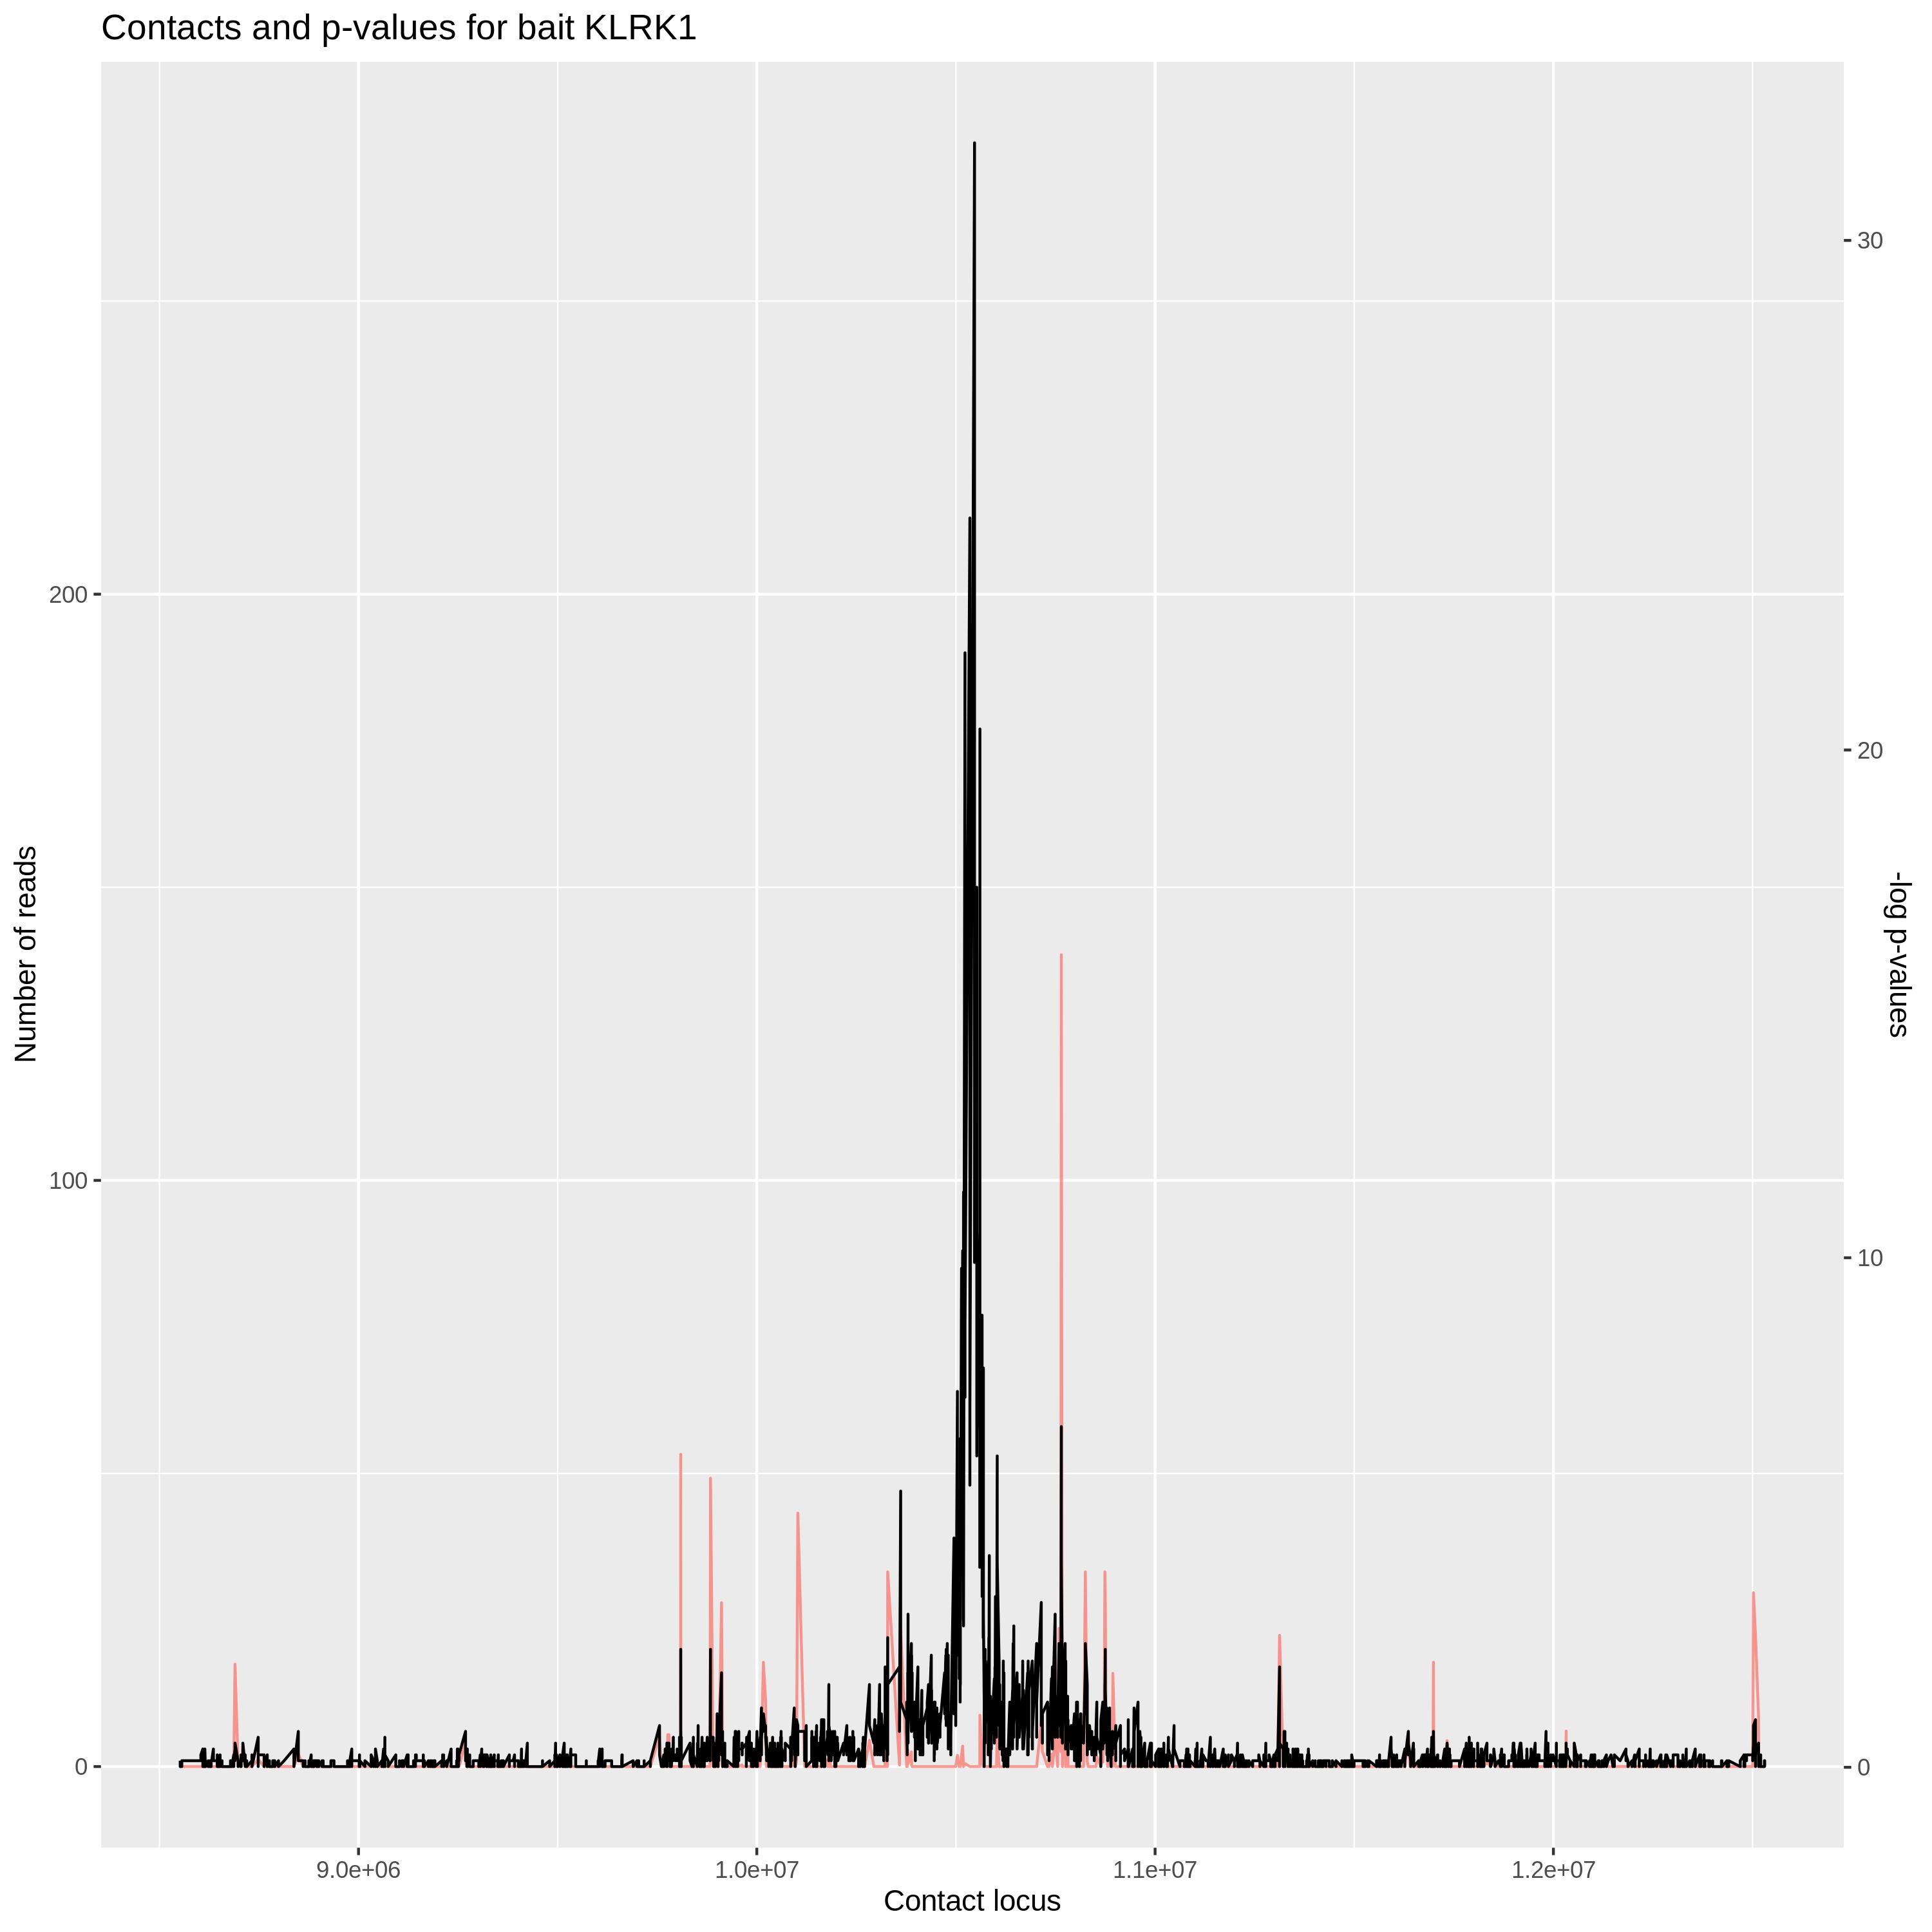 Contacts and p-values for bait KLRK1
Number of reads
200
100
0
30
20
10
0
-log p-values
9.0e+06
1.0e+07
1.1e+07
1.2e+07
Contact locus